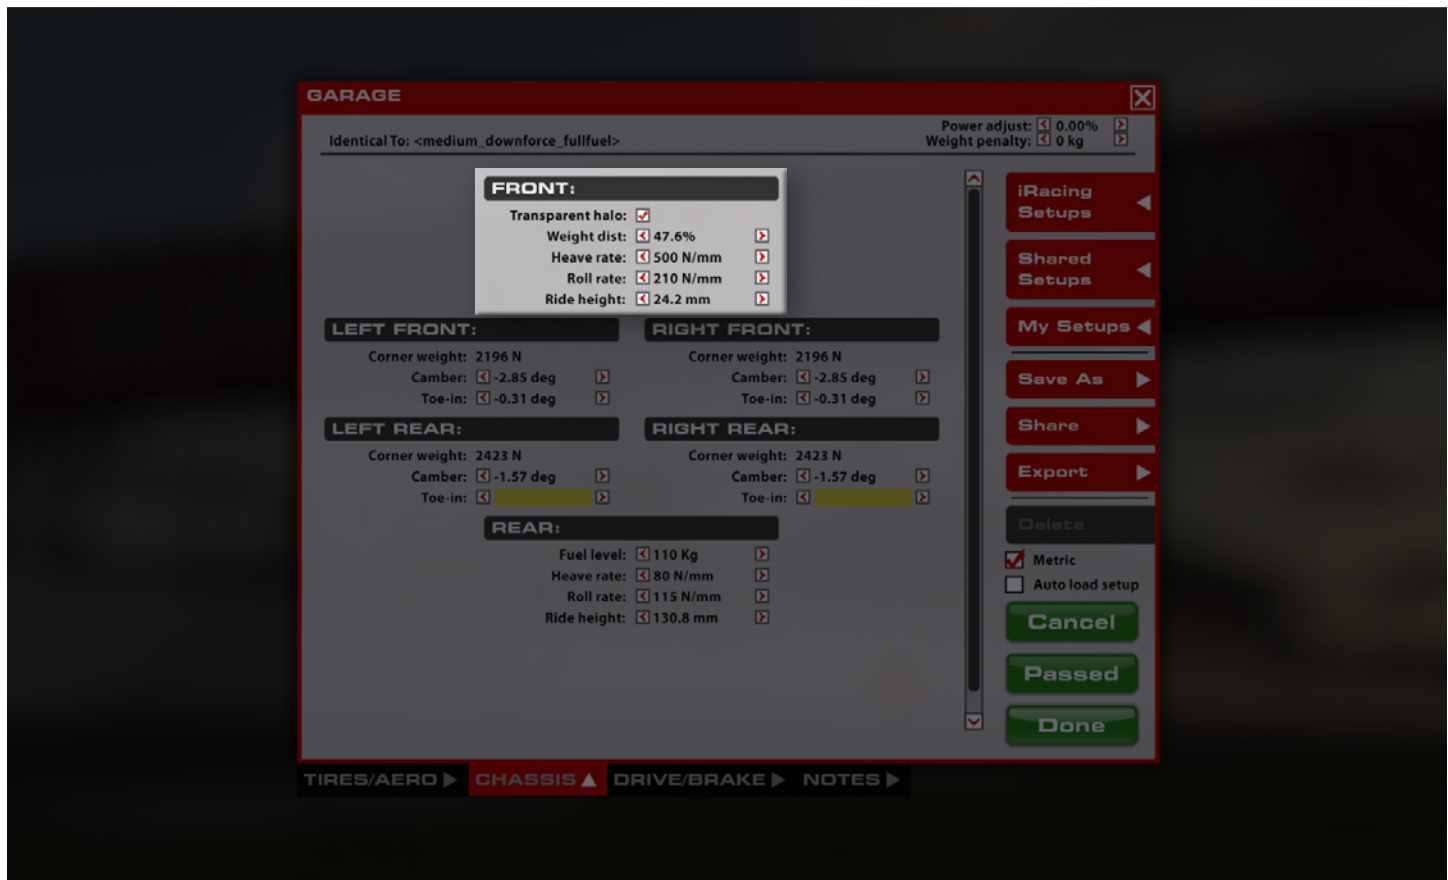 GARAGE
Identical To: <medium_downforce_fullfuel>
Power adjust: 0.00%
Weight penalty: 0 kg
FRONT:
Transparent halo:
Weight dist: 47.6%
Heave rate: 500 N/mm
Roll rate: 210 N/mm
Ride height: 24.2 mm
LEFT FRONT:
Corner weight: 2196 N
Camber: -2.85 deg
Toe-in: -0.31 deg
RIGHT FRONT:
Corner weight: 2196 N
Camber: -2.85 deg
Toe-in: -0.31 deg
LEFT REAR:
Corner weight: 2423 N
Camber: -1.57 deg
Toe-in:
RIGHT REAR:
Corner weight: 2423 N
Camber: -1.57 deg
Toe-in:
REAR:
Fuel level: 110 Kg
Heave rate: 80 N/mm
Roll rate: 115 N/mm
Ride height: 130.8 mm
iRacing
Setups
Shared
Setups
My Setups
Save As
Share
Export
Delete
Metric
Auto load setup
Cancel
Passed
Done
TIRES/AERO CHASSIS DRIVE/BRAKE NOTES